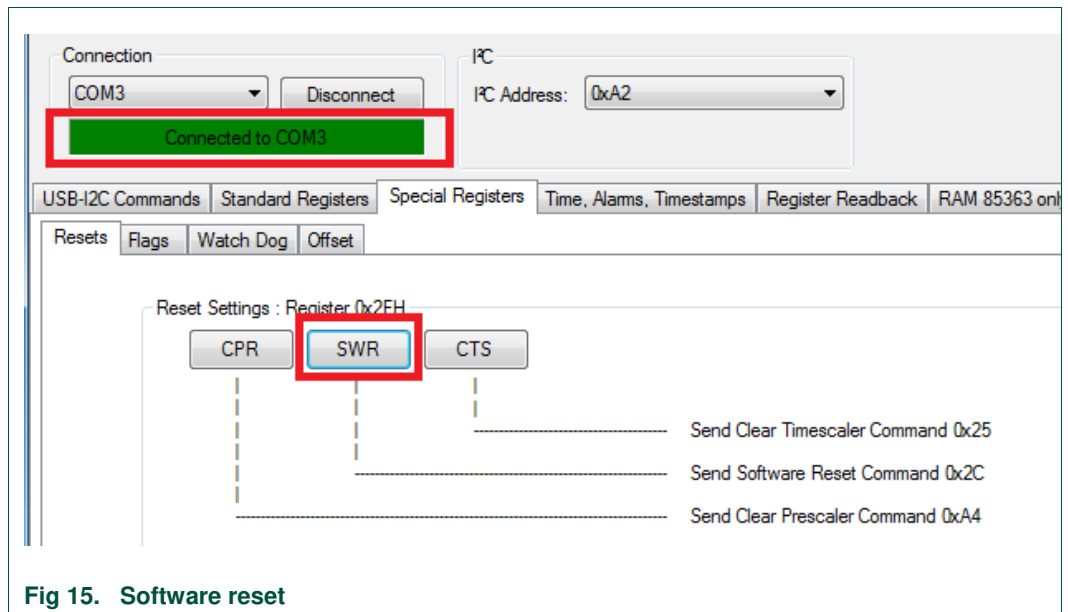 Connection
COM3
Disconnect
Connected to COM3
I²C
I²C Address: 0xA2
USB-I2C Commands Standard Registers Special Registers Time, Alarms, Timestamps Register Readback RAM 85363 only
Resets Flags Watch Dog Offset
Reset Settings : Register 0x2FH
CPR SWR CTS
Send Clear Timescaler Command 0x25
Send Software Reset Command 0x2C
Send Clear Prescaler Command 0xA4
Fig 15. Software reset